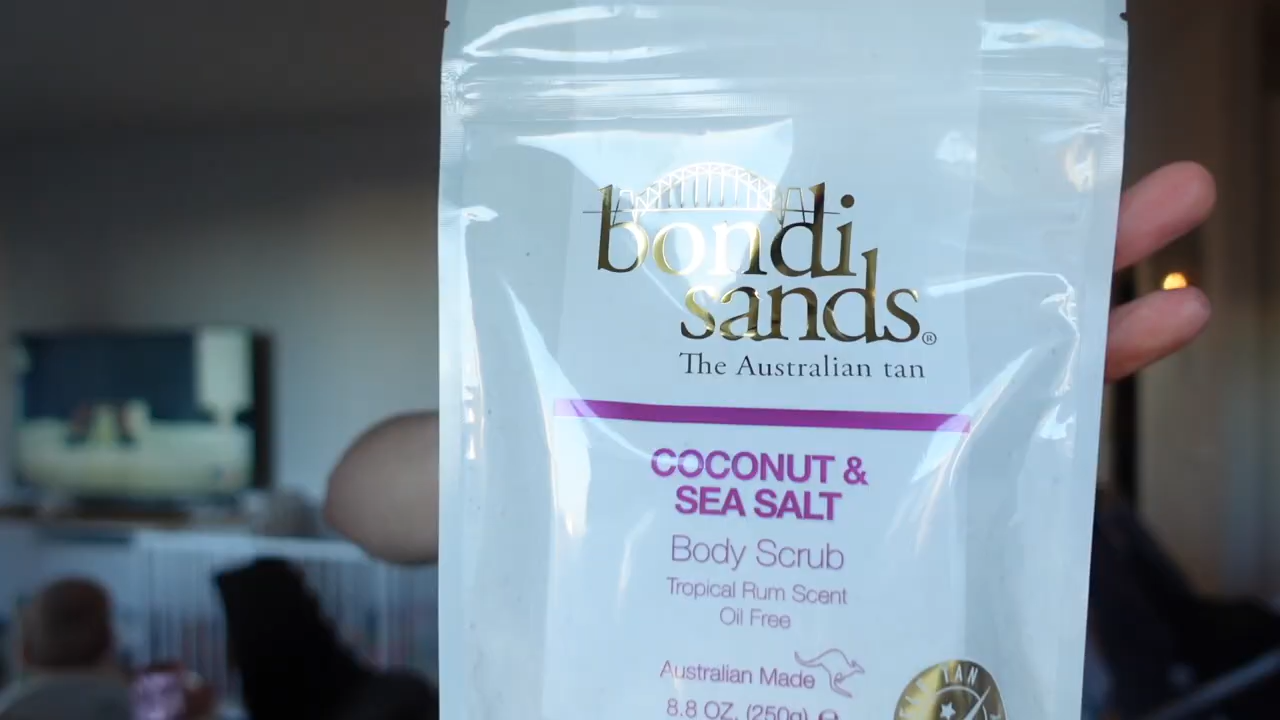 bondi
sands®
The Australian tan
COCONUT &
SEA SALT
Body Scrub
Tropical Rum Scent
Oil Free
Australian Made
8.8 OZ. (250g) ℮
TAN